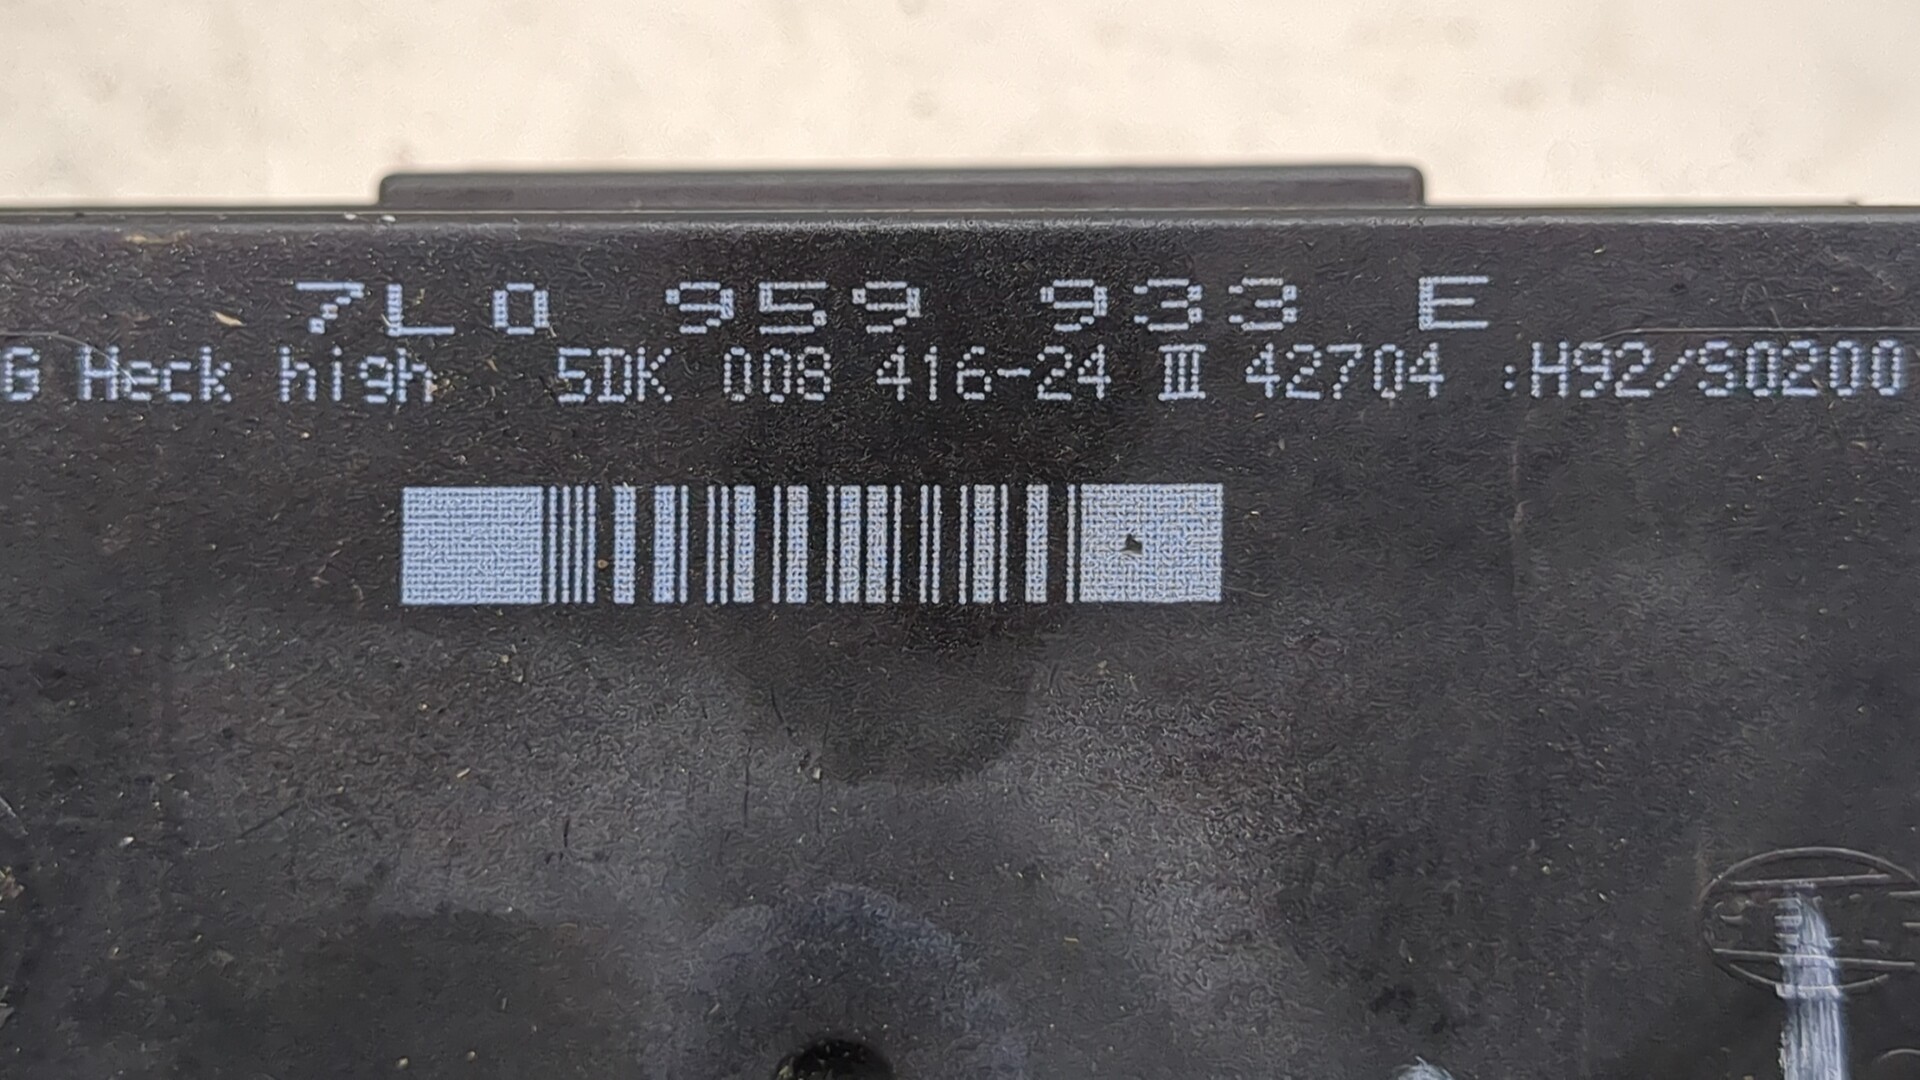 7L0 959 933 E
G Heck high 5DK 008 416-24 III 42704 :H92/S0200